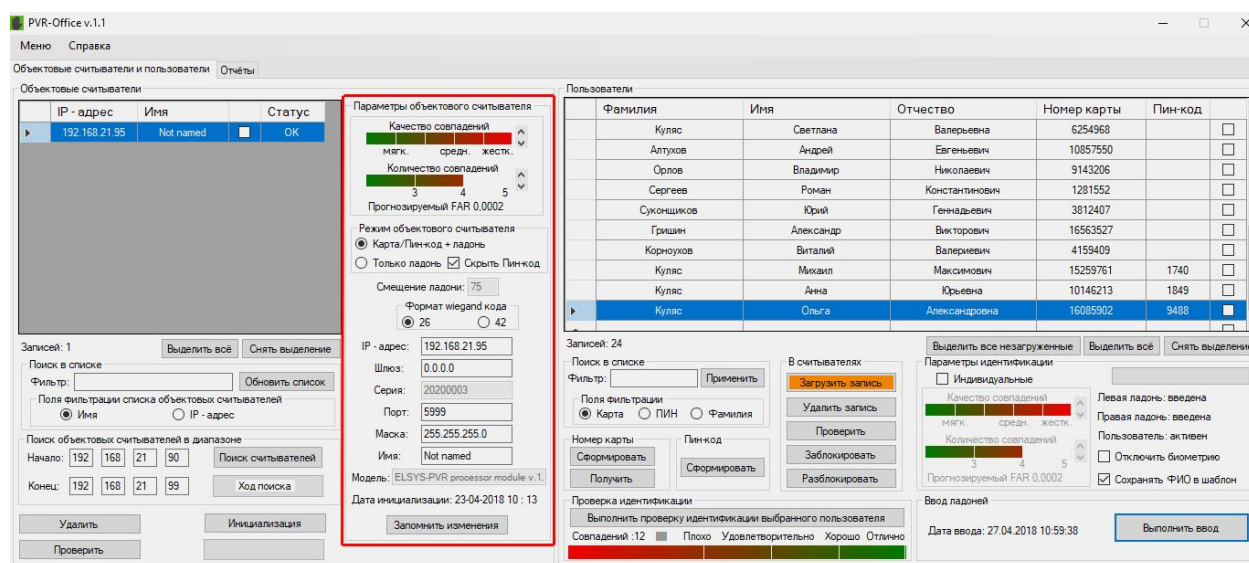 PVR-Office v.1.1
Меню Справка
Объектовые считыватели и пользователи Отчёты
Объектовые считыватели
IP - адрес Имя Статус
192.168.21.95 Not named OK
Записей: 1 Выделить всё Снять выделение
Поиск в списке
Фильтр: Обновить список
Поля фильтрации списка объектовых считывателей
Имя IP - адрес
Поиск объектовых считывателей в диапазоне
Начало: 192 168 21 90 Поиск считывателей
Конец: 192 168 21 99 Ход поиска
Удалить Инициализация
Проверить
Параметры объектового считывателя
Качество совпадений
мягк. средн. жестк.
Количество совпадений
3 4 5
Прогнозируемый FAR 0,0002
Режим объектового считывателя
Карта/Пин-код + ладонь
Только ладонь Скрыть Пин-код
Смещение ладони: 75
Формат wiegand кода
26 42
IP - адрес: 192.168.21.95
Шлюз: 0.0.0.0
Серия: 20200003
Порт: 5999
Маска: 255.255.255.0
Имя: Not named
Модель: ELSYS-PVR processor module v.1.
Дата инициализации: 23-04-2018 10 : 13
Запомнить изменения
Пользователи
Фамилия Имя Отчество Номер карты Пин-код
Куляс Светлана Валерьевна 6254968
Алтухов Андрей Евгеньевич 10857550
Орлов Владимир Николаевич 9143206
Сергеев Роман Константинович 1281552
Суконщиков Юрий Геннадьевич 3812407
Гришин Александр Викторович 16563527
Корноухов Виталий Валериевич 4159409
Куляс Михаил Максимович 15259761 1740
Куляс Анна Юрьевна 10146213 1849
Куляс Ольга Александровна 16085902 9488
Записей: 24 Выделить все незагруженные Выделить всё Снять выделение
Поиск в списке
Фильтр: Применить
Поля фильтрации
Карта ПИН Фамилия
Номер карты
Сформировать
Получить
Пин-код
Сформировать
В считывателях
Загрузить запись
Удалить запись
Проверить
Заблокировать
Разблокировать
Параметры идентификации
Индивидуальные
Качество совпадений
мягк. средн. жестк.
Количество совпадений
3 4 5
Прогнозируемый FAR 0,0002
Левая ладонь: введена
Правая ладонь: введена
Пользователь: активен
Отключить биометрию
Сохранять ФИО в шаблон
Проверка идентификации
Выполнить проверку идентификации выбранного пользователя
Совпадений :12 Плохо Удовлетворительно Хорошо Отлично
Ввод ладоней
Дата ввода: 27.04.2018 10:59:38 Выполнить ввод